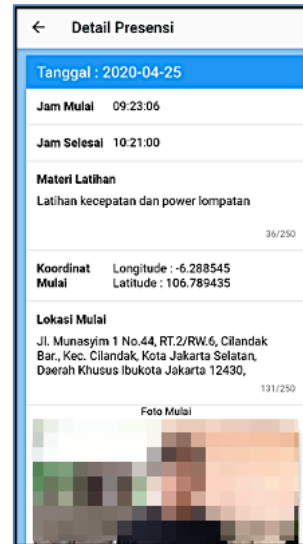 ← Detail Presensi
Tanggal : 2020-04-25
Jam Mulai 09:23:06
Jam Selesai 10:21:00
Materi Latihan
Latihan kecepatan dan power lompatan
36/250
Koordinat Longitude : -6.288545
Mulai Latitude : 106.789435
Lokasi Mulai
Jl. Munasyim 1 No.44, RT.2/RW.6, Cilandak
Bar., Kec. Cilandak, Kota Jakarta Selatan,
Daerah Khusus Ibukota Jakarta 12430,
131/250
Foto Mulai